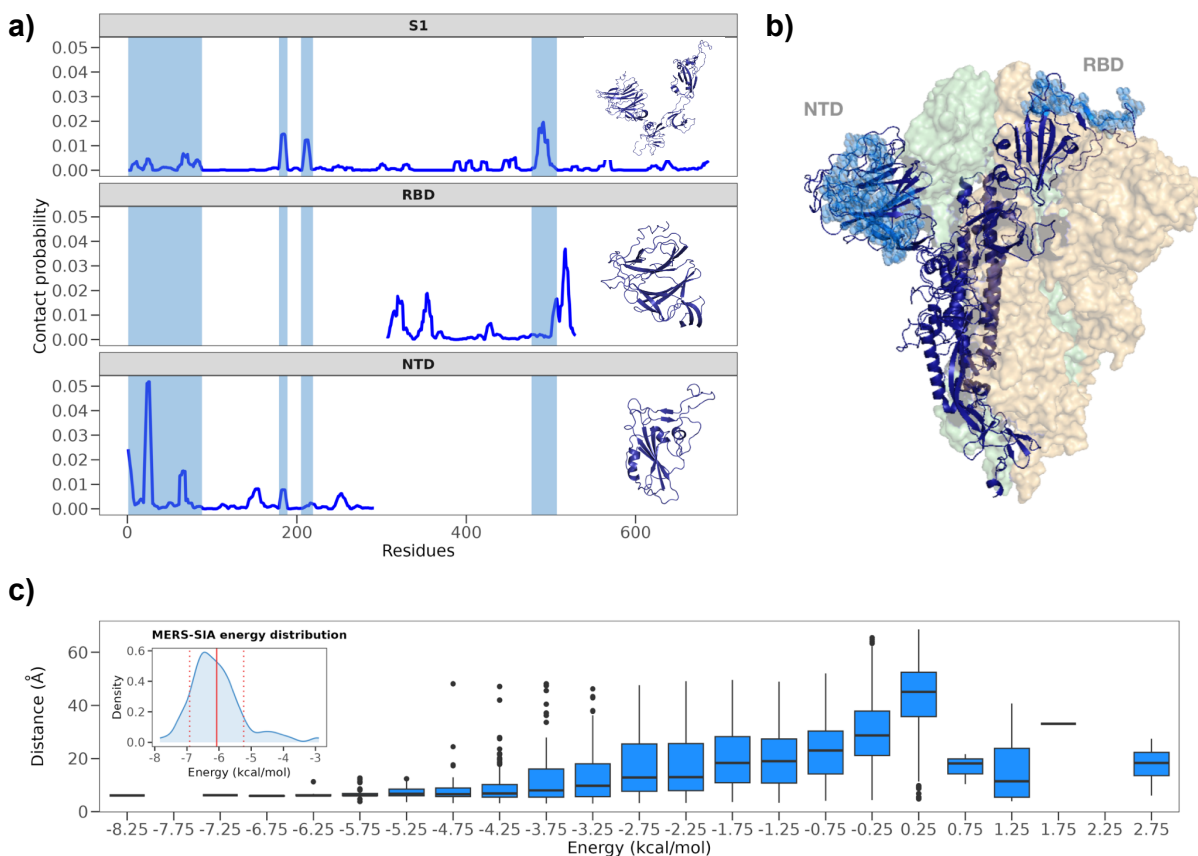 a)
S1
0.05
0.04
0.03
0.02
0.01
0.00
RBD
0.05
0.04
0.03
0.02
0.01
0.00
NTD
0.05
0.04
0.03
0.02
0.01
0.00
Contact probability
0 200 400 600
Residues
b)
RBD
NTD
c)
MERS-SIA energy distribution
0.6
0.4
0.2
0.0
Density
-8 -7 -6 -5 -4 -3
Energy (kcal/mol)
60
40
20
0
Distance (Å)
-8.25 -7.75 -7.25 -6.75 -6.25 -5.75 -5.25 -4.75 -4.25 -3.75 -3.25 -2.75 -2.25 -1.75 -1.25 -0.75 -0.25 0.25 0.75 1.25 1.75 2.25 2.75
Energy (kcal/mol)